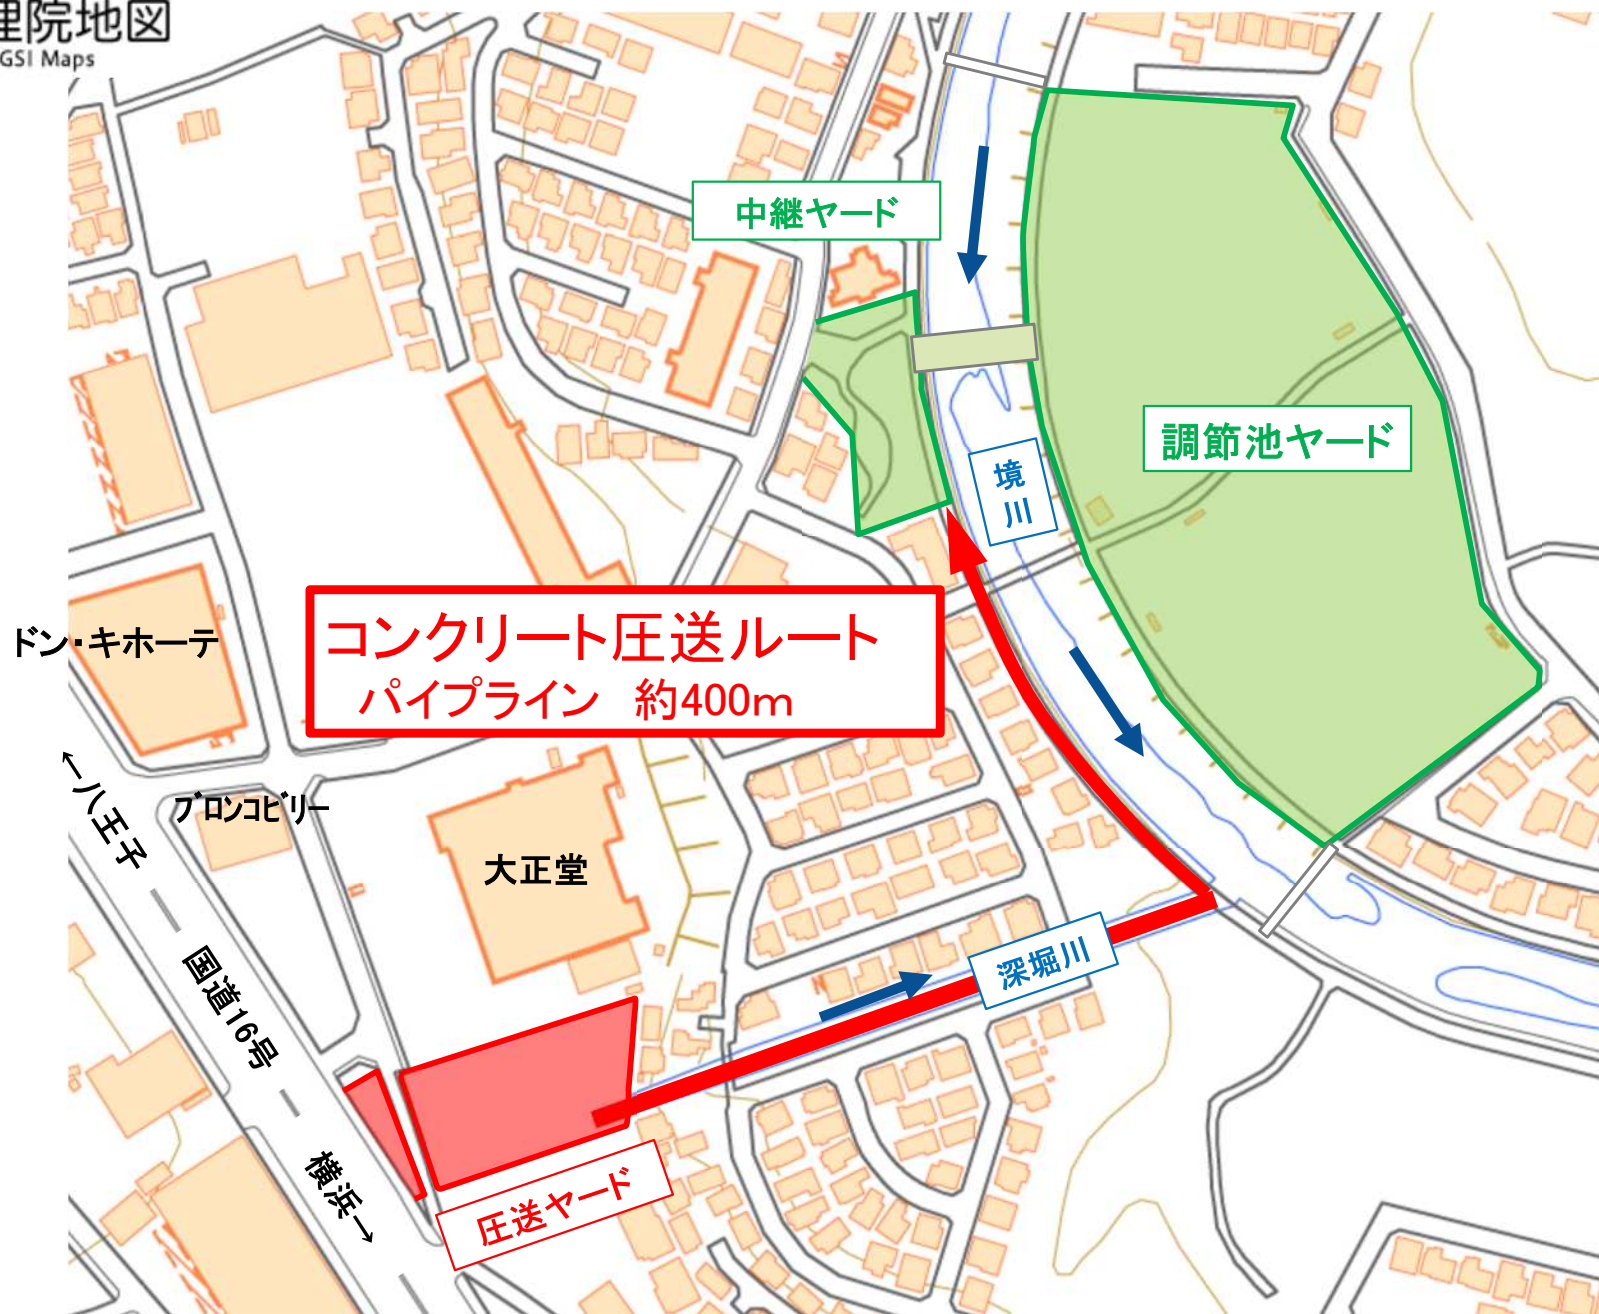 理院地図
GSI Maps
中継ヤード
調節池ヤード
境川
コンクリート圧送ルート
パイプライン 約400m
ドン・キホーテ
ブロンコビリー
←八王子
大正堂
国道16号
深堀川
横浜→
圧送ヤード